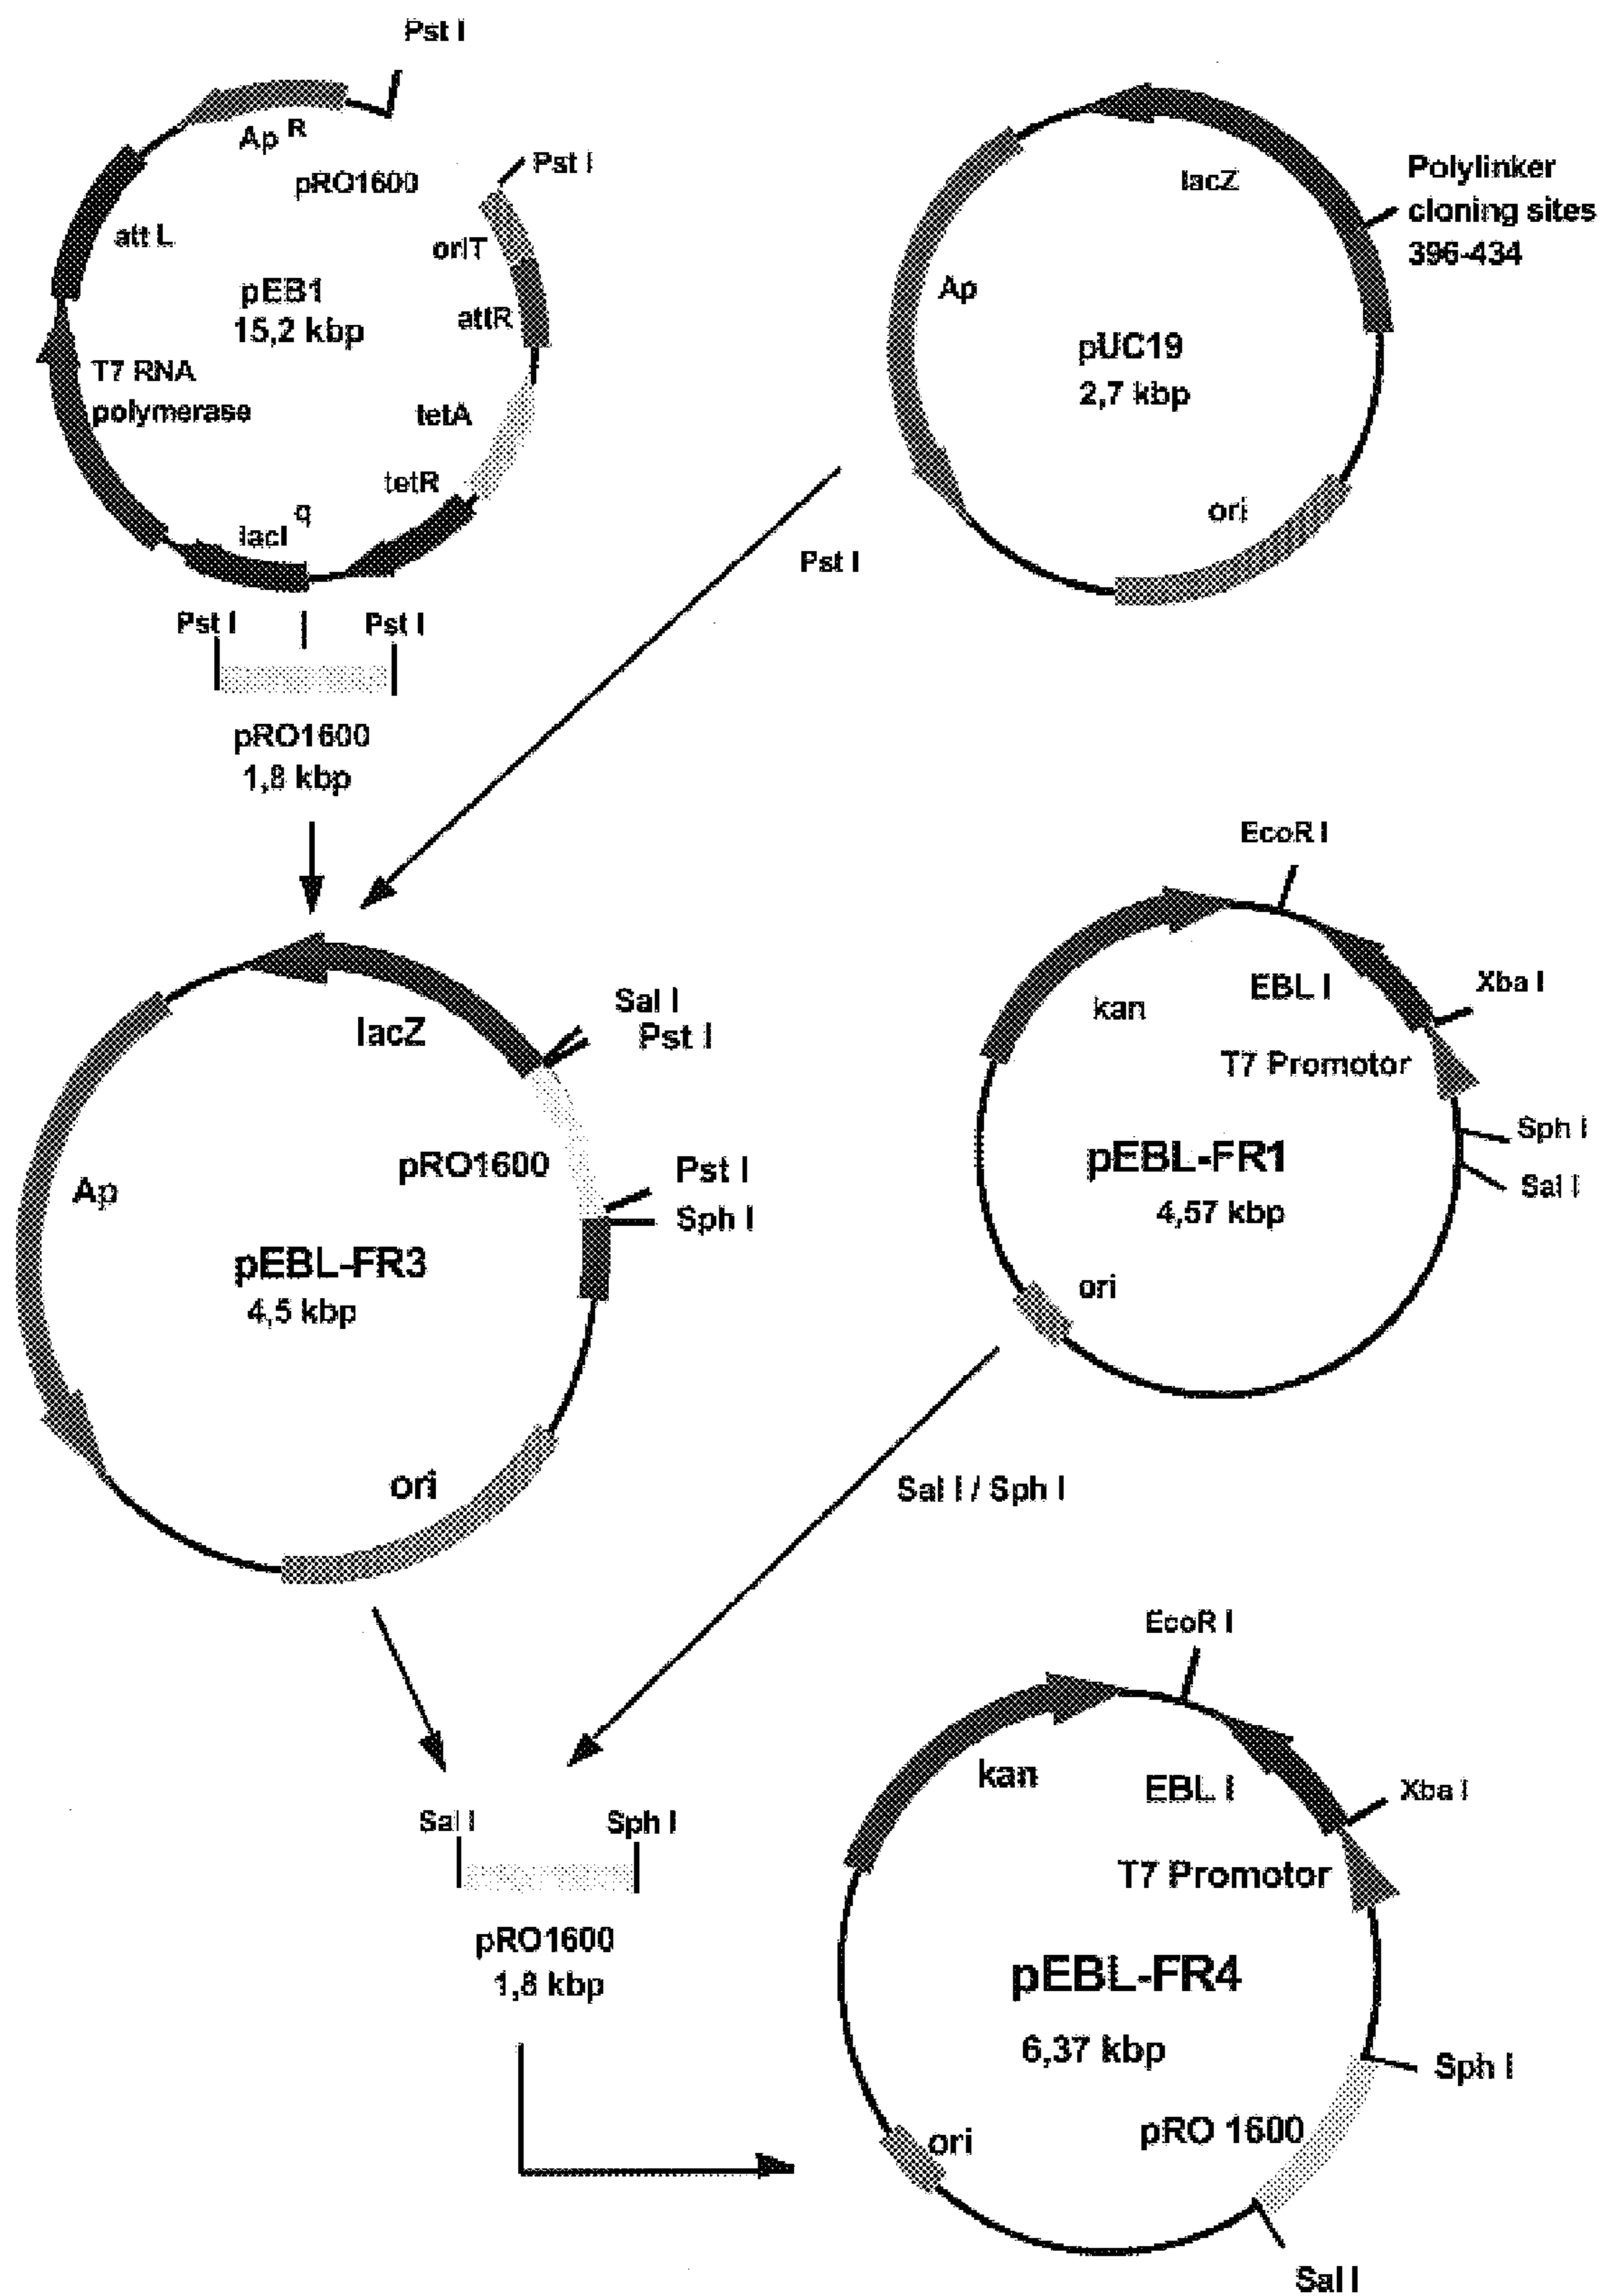 Pst I
Ap R
pRO1600
Pst I
oriT
att L
pEB1
15,2 kbp
attR
T7 RNA
polymerase
tetA
tetR
lacI q
Pst I
Pst I
pRO1600
1,8 kbp
lacZ
Polylinker
cloning sites
396-434
Ap
pUC19
2,7 kbp
ori
Pst I
lacZ
Sal I
Pst I
pRO1600
Pst I
Sph I
Ap
pEBL-FR3
4,5 kbp
ori
EcoR I
kan
EBL I
Xba I
T7 Promotor
Sph I
pEBL-FR1
Sal I
4,57 kbp
ori
Sal I / Sph I
Sal I
Sph I
pRO1600
1,8 kbp
EcoR I
kan
EBL I
Xba I
T7 Promotor
pEBL-FR4
6,37 kbp
Sph I
pRO 1600
ori
Sal I